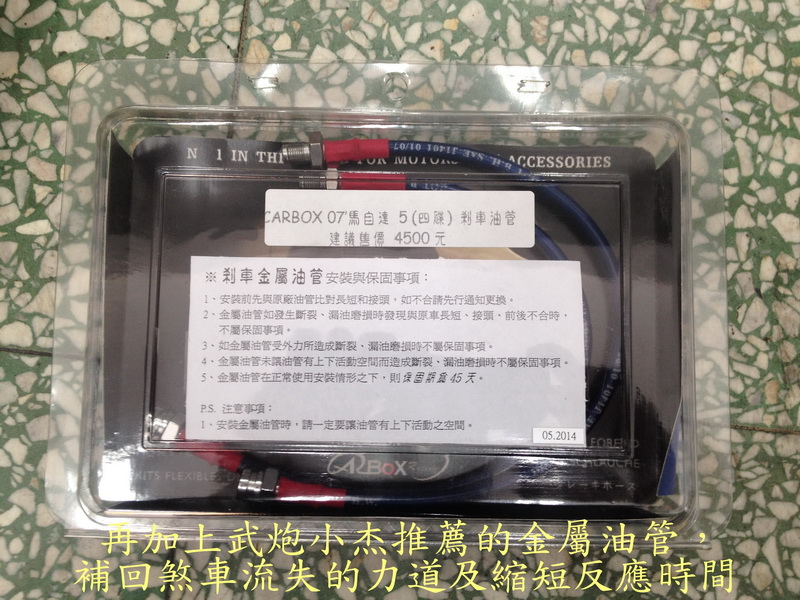 N 1 IN THE MOTOR MOTORS ACCESSORIES
J1401 01/07
CARBOX 07'馬自達 5(四條) 剎車油管
建議售價 4500元
※ 剎車金屬油管安裝與保固事項：
1、安裝前先與原廠油管比對長短和接頭，如不合請先行通知更換。
2、金屬油管如發生斷裂、漏油磨損時發現與原車長短、接頭、前後不合時，
不屬保固事項。
3、如金屬油管受外力所造成斷裂、漏油磨損時不屬保固事項。
4、金屬油管未讓油管有上下活動空間而造成斷裂、漏油磨損時不屬保固事項。
5、金屬油管在正常使用安裝情形之下，則保固期為45天。
P.S. 注意事項：
1、安裝金屬油管時，請一定要讓油管有上下活動之空間。
05.2014
CARBOX
KITS FLEXIBLES
再加上武炮小杰推薦的金屬油管，
補回煞車流失的力道及縮短反應時間